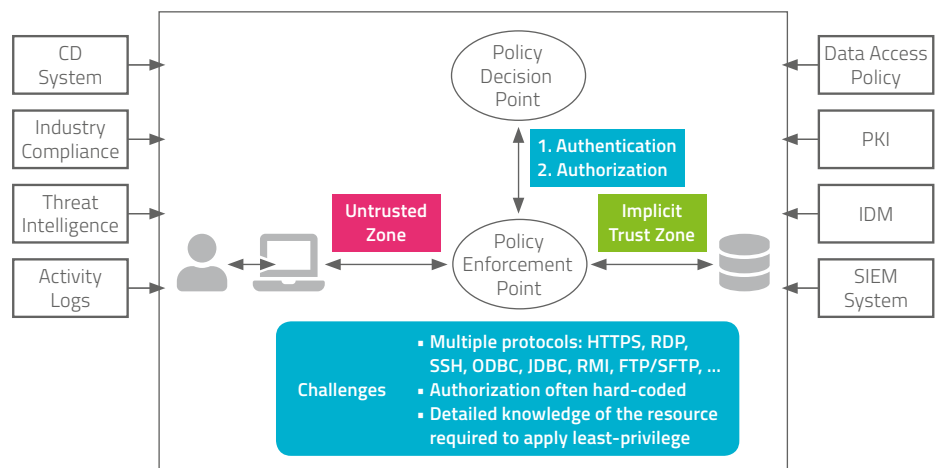 CD
System
Industry
Compliance
Threat
Intelligence
Activity
Logs
Policy
Decision
Point
1. Authentication
2. Authorization
Untrusted
Zone
Policy
Enforcement
Point
Implicit
Trust Zone
Challenges
• Multiple protocols: HTTPS, RDP,
SSH, ODBC, JDBC, RMI, FTP/SFTP, ...
• Authorization often hard-coded
• Detailed knowledge of the resource
required to apply least-privilege
Data Access
Policy
PKI
IDM
SIEM
System